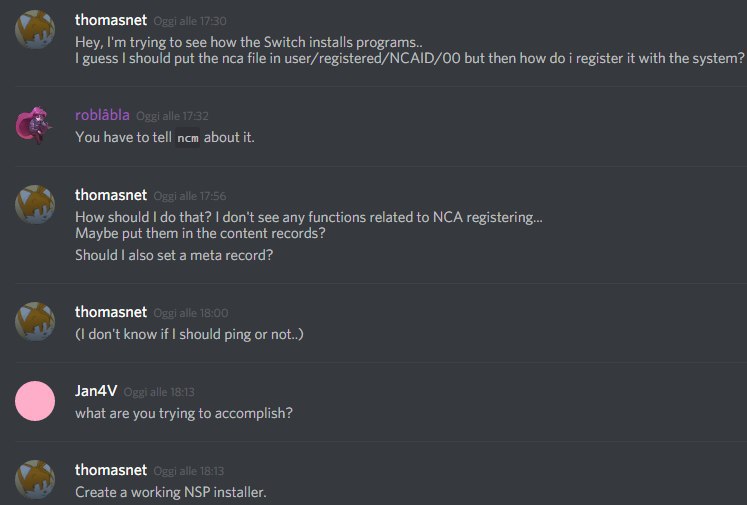 thomasnet Oggi alle 17:30
Hey, I'm trying to see how the Switch installs programs..
I guess I should put the nca file in user/registered/NCAID/00 but then how do i register it with the system?
roblâbla Oggi alle 17:32
You have to tell ncm about it.
thomasnet Oggi alle 17:56
How should I do that? I don't see any functions related to NCA registering...
Maybe put them in the content records?
Should I also set a meta record?
thomasnet Oggi alle 18:00
(I don't know if I should ping or not..)
Jan4V Oggi alle 18:13
what are you trying to accomplish?
thomasnet Oggi alle 18:13
Create a working NSP installer.